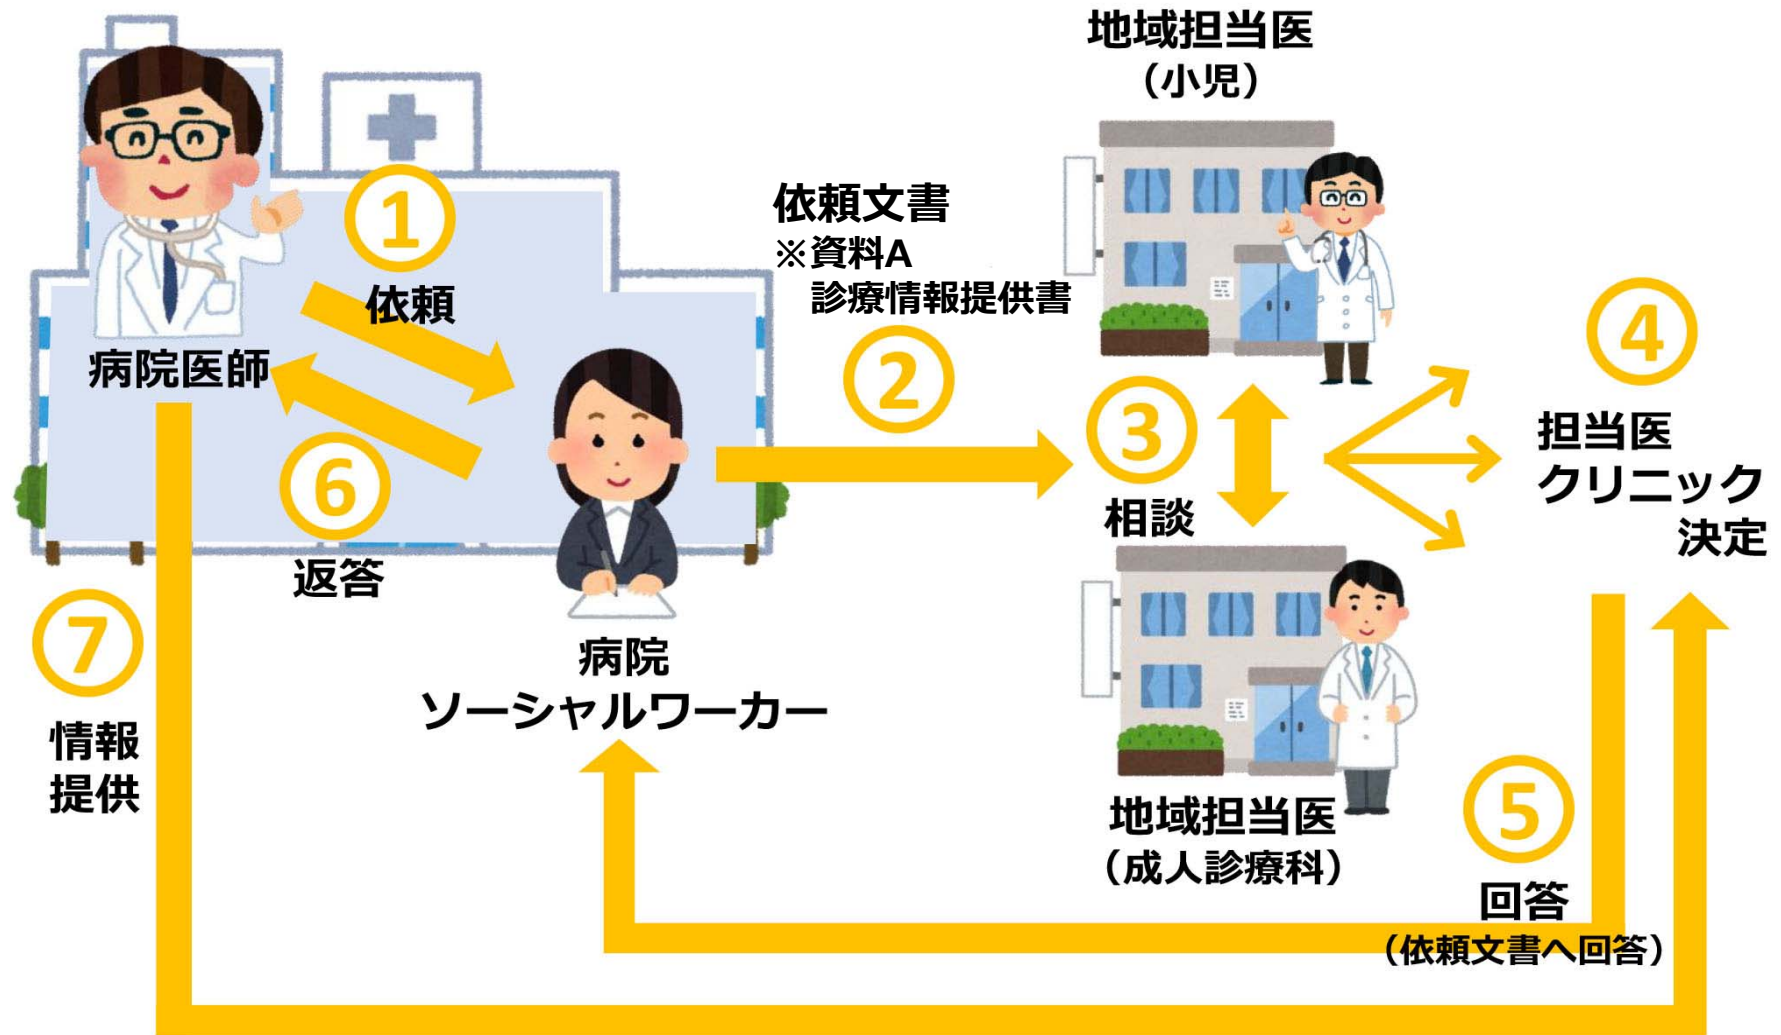 地域担当医
（小児）
①
依頼
病院医師
依頼文書
※資料A
診療情報提供書
②
③
相談
④
担当医
クリニック
決定
⑥
返答
病院
ソーシャルワーカー
⑦
情報
提供
地域担当医
（成人診療科）
⑤
回答
（依頼文書へ回答）